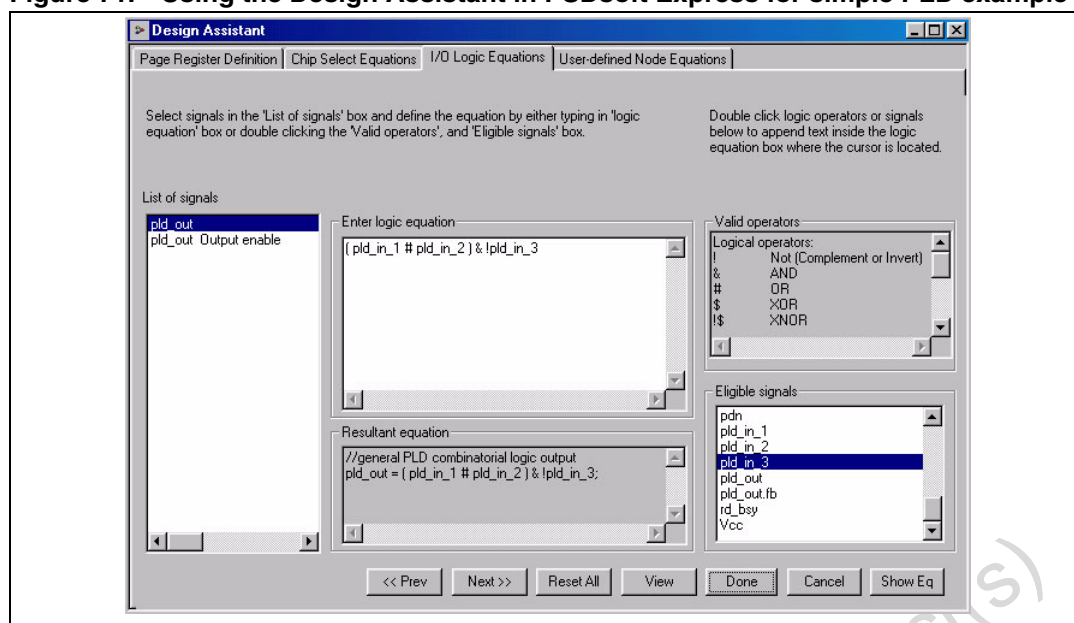 Design Assistant
Page Register Definition Chip Select Equations I/O Logic Equations User-defined Node Equations
Select signals in the 'List of signals' box and define the equation by either typing in 'logic
equation' box or double clicking the 'Valid operators', and 'Eligible signals' box.
Double click logic operators or signals
below to append text inside the logic
equation box where the cursor is located.
List of signals
pld_out
pld_out Output enable
Enter logic equation
( pld_in_1 # pld_in_2 ) & !pld_in_3
Resultant equation
//general PLD combinatorial logic output
pld_out = ( pld_in_1 # pld_in_2 ) & !pld_in_3;
Valid operators
Logical operators:
! Not (Complement or Invert)
& AND
# OR
$ XOR
!$ XNOR
Eligible signals
pdn
pld_in_1
pld_in_2
pld_in_3
pld_out
pld_out.fb
rd_bsy
Vcc
<< Prev Next >> Reset All View Done Cancel Show Eq